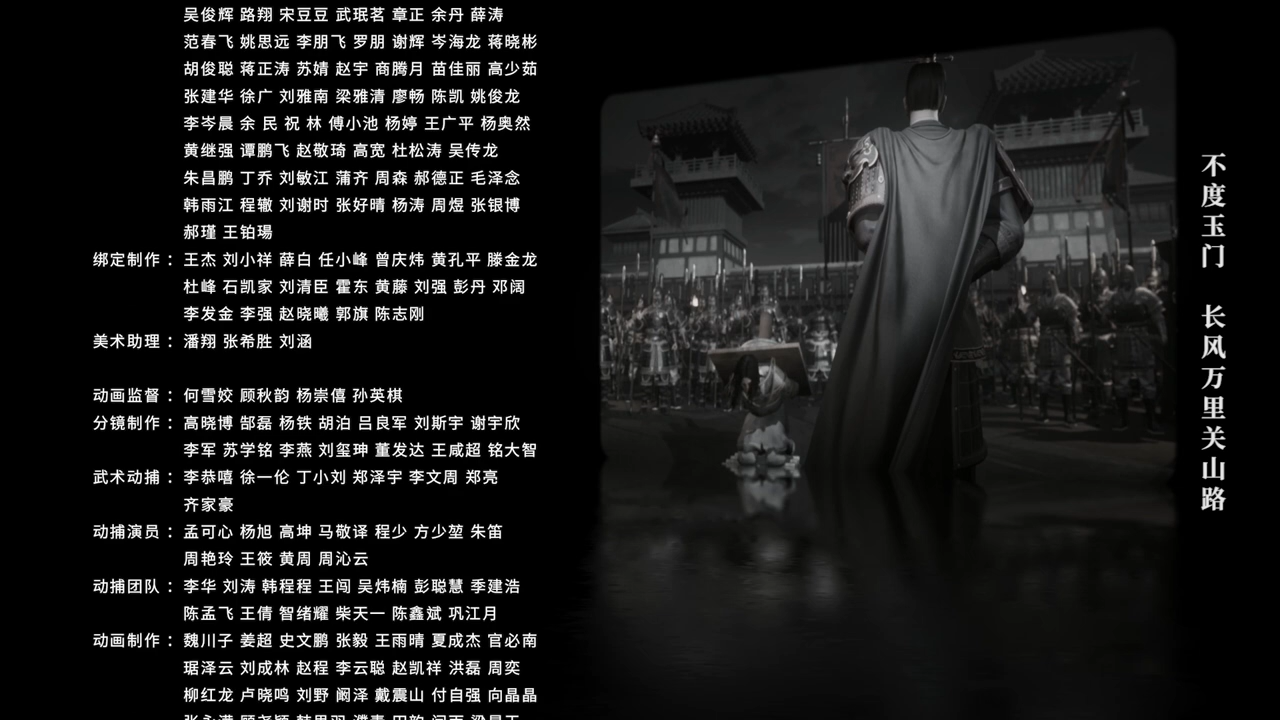 吴俊辉 路翔 宋豆豆 武珉茗 章正 余丹 薛涛
范春飞 姚思远 李朋飞 罗朋 谢辉 岑海龙 蒋晓彬
胡俊聪 蒋正涛 苏婧 赵宇 商腾月 苗佳丽 高少茹
张建华 徐广 刘雅南 梁雅清 廖畅 陈凯 姚俊龙
李岑晨 余 民 祝 林 傅小池 杨婷 王广平 杨奥然
黄继强 谭鹏飞 赵敬琦 高宽 杜松涛 吴传龙
朱昌鹏 丁乔 刘敏江 蒲齐 周森 郝德正 毛泽念
韩雨江 程辙 刘谢时 张好晴 杨涛 周煜 张银博
郝瑾 王铂瑒
绑定制作： 王杰 刘小祥 薛白 任小峰 曾庆炜 黄孔平 滕金龙
杜峰 石凯家 刘清臣 霍东 黄藤 刘强 彭丹 邓阔
李发金 李强 赵晓曦 郭旗 陈志刚
美术助理： 潘翔 张希胜 刘涵
动画监督： 何雪姣 顾秋韵 杨崇僖 孙英棋
分镜制作： 高晓博 郜磊 杨铁 胡泊 吕良军 刘斯宇 谢宇欣
李军 苏学铭 李燕 刘玺珅 董发达 王咸超 铭大智
武术动捕： 李恭嘻 徐一伦 丁小刘 郑泽宇 李文周 郑亮
齐家豪
动捕演员： 孟可心 杨旭 高坤 马敬译 程少 方少堃 朱笛
周艳玲 王筱 黄周 周沁云
动捕团队： 李华 刘涛 韩程程 王闯 吴炜楠 彭聪慧 季建浩
陈孟飞 王倩 智绪耀 柴天一 陈鑫斌 巩江月
动画制作： 魏川子 姜超 史文鹏 张毅 王雨晴 夏成杰 官必南
琚泽云 刘成林 赵程 李云聪 赵凯祥 洪磊 周奕
柳红龙 卢晓鸣 刘野 阚泽 戴震山 付自强 向晶晶
不度玉门 长风万里关山路